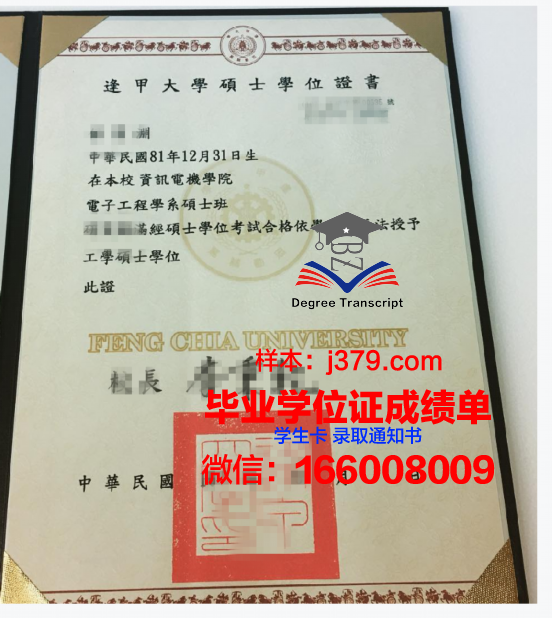 逢甲大學碩士學位證書
號
中華民國81年12月31日生
在本校 資訊電機學院
電子工程學系碩士班
滿經碩士學位考試合格依學 法授予
工學碩士學位
此證
Degree Transcript
FENG CHIA UNIVERSITY
样本：j379.com
校長
毕业学位证成绩单
学生卡 录取通知书
微信：166008009
中華民國 月 日